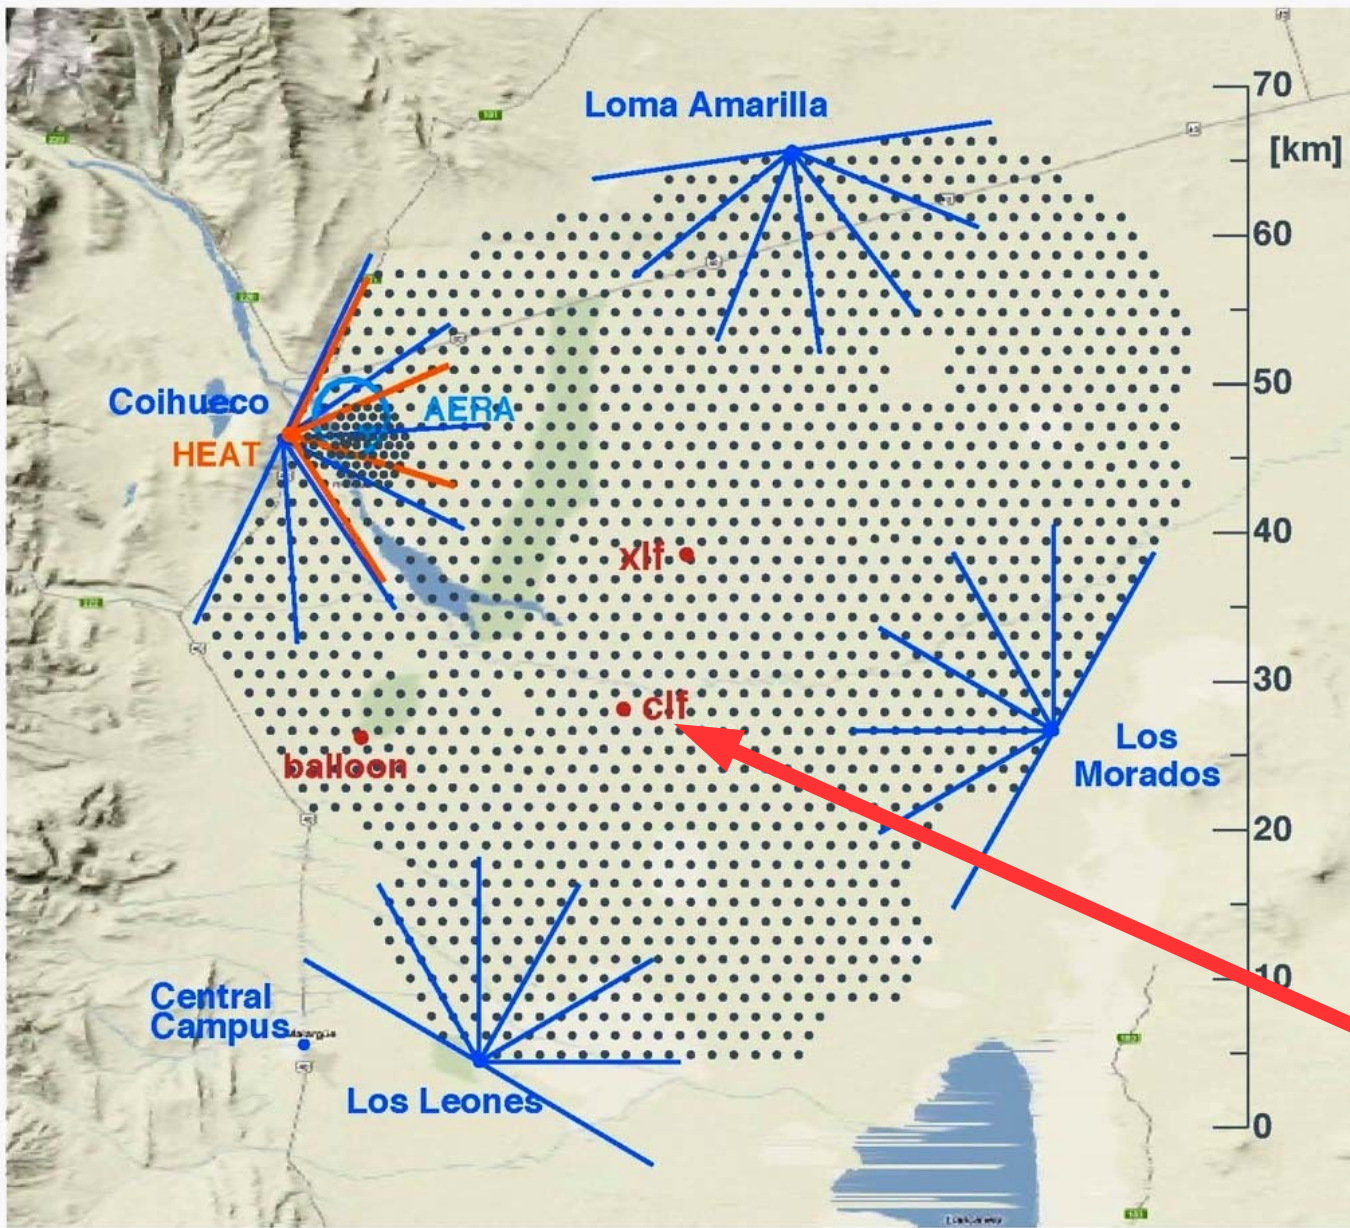 Loma Amarilla
70
[km]
60
50
Coihueco
AERA
HEAT
40
xlf
30
clf
Los
Morados
balloon
20
10
Central
Campus
Los Leones
0